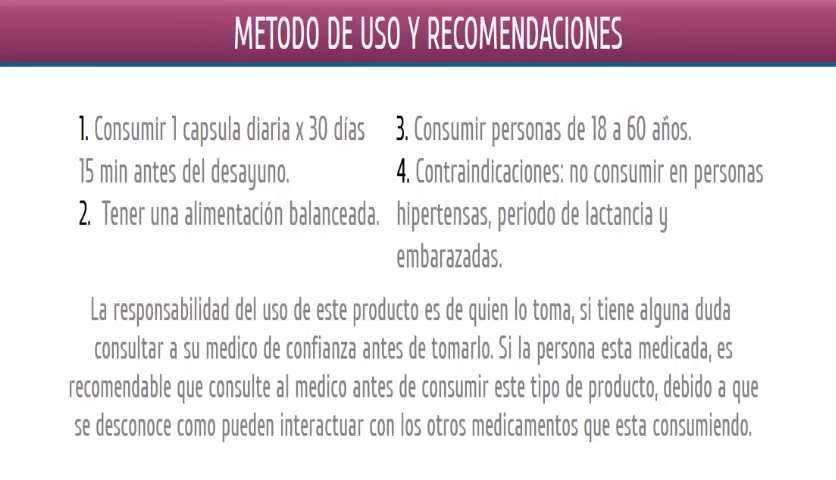 METODO DE USO Y RECOMENDACIONES
1. Consumir 1 capsula diaria x 30 días
15 min antes del desayuno.
2. Tener una alimentación balanceada.
3. Consumir personas de 18 a 60 años.
4. Contraindicaciones: no consumir en personas
hipertensas, periodo de lactancia y
embarazadas.
La responsabilidad del uso de este producto es de quien lo toma, si tiene alguna duda
consultar a su medico de confianza antes de tomarlo. Si la persona esta medicada, es
recomendable que consulte al medico antes de consumir este tipo de producto, debido a que
se desconoce como pueden interactuar con los otros medicamentos que esta consumiendo.